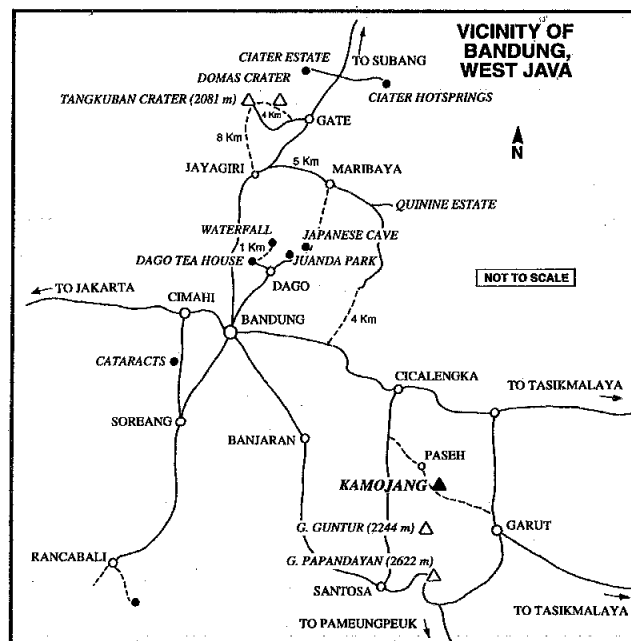 VICINITY OF
BANDUNG,
WEST JAVA
CIATER ESTATE
TO SUBANG
DOMAS CRATER
TANGKUBAN CRATER (2081 m)
CIATER HOTSPRINGS
4 Km
GATE
8 Km
N
5 Km
JAYAGIRI
MARIBAYA
QUININE ESTATE
WATERFALL
JAPANESE CAVE
1 Km
DAGO TEA HOUSE
JUANDA PARK
DAGO
NOT TO SCALE
TO JAKARTA
CIMAHI
BANDUNG
4 Km
CATARACTS
CICALENGKA
TO TASIKMALAYA
SOREANG
BANJARAN
PASEH
KAMOJANG
G. GUNTUR (2244 m)
GARUT
RANCABALI
G. PAPANDAYAN (2622 m)
SANTOSA
TO TASIKMALAYA
TO PAMEUNGPEUK